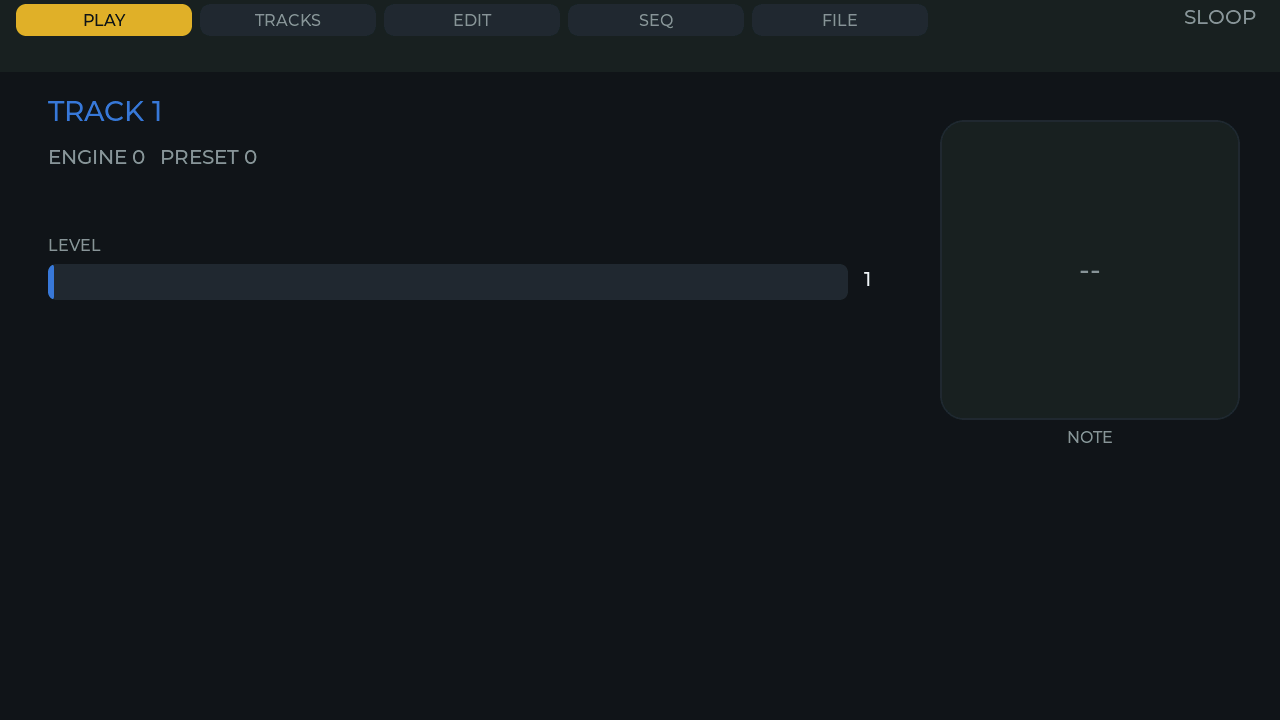 PLAY TRACKS EDIT SEQ FILE SLOOP
TRACK 1
ENGINE 0 PRESET 0
LEVEL
1
--
NOTE